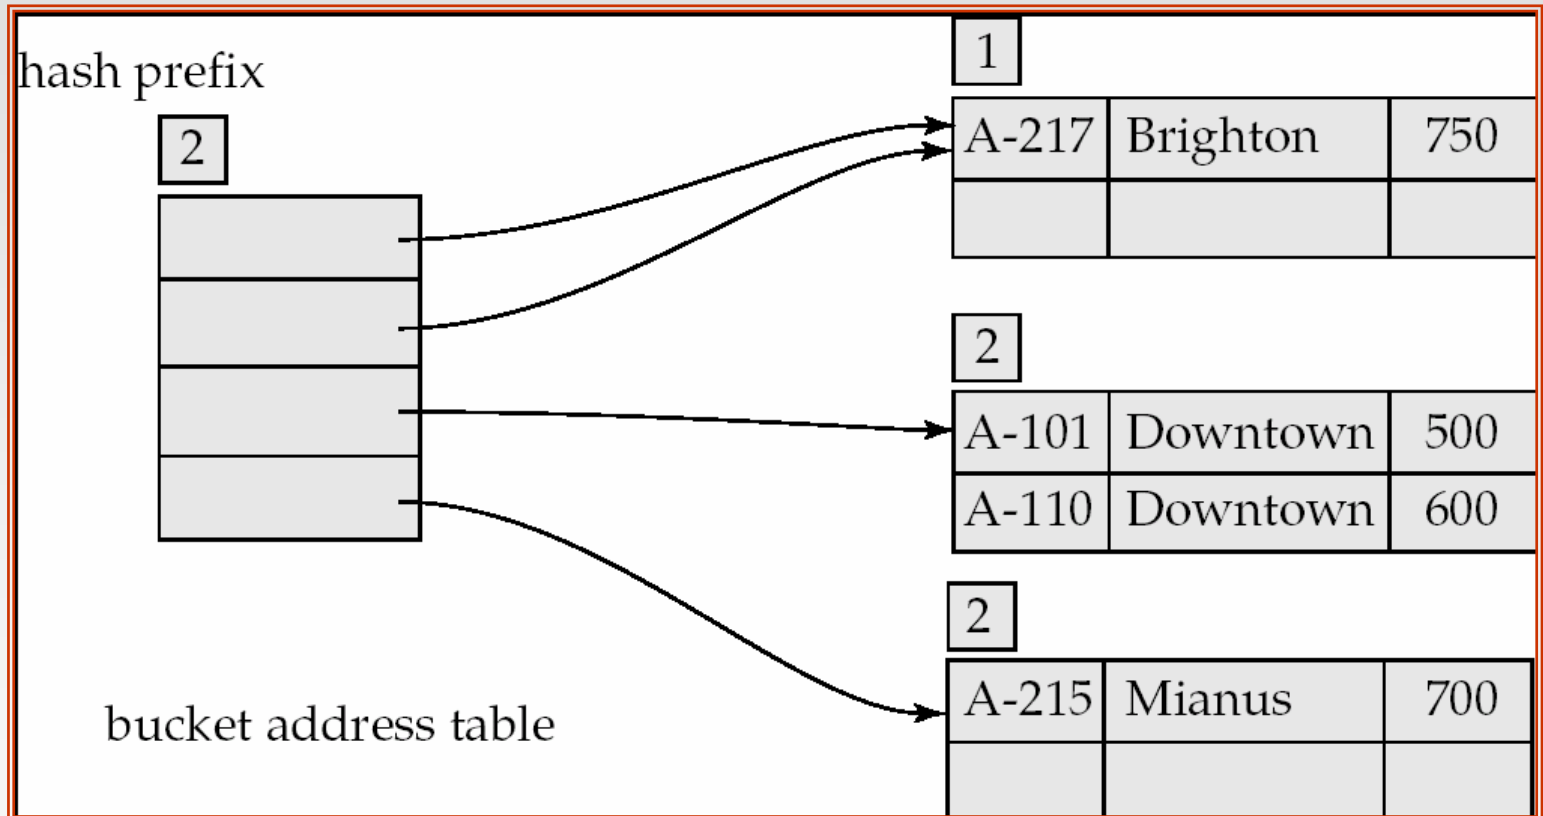 hash prefix
2
bucket address table
1
A-217 Brighton 750
2
A-101 Downtown 500
A-110 Downtown 600
2
A-215 Mianus 700